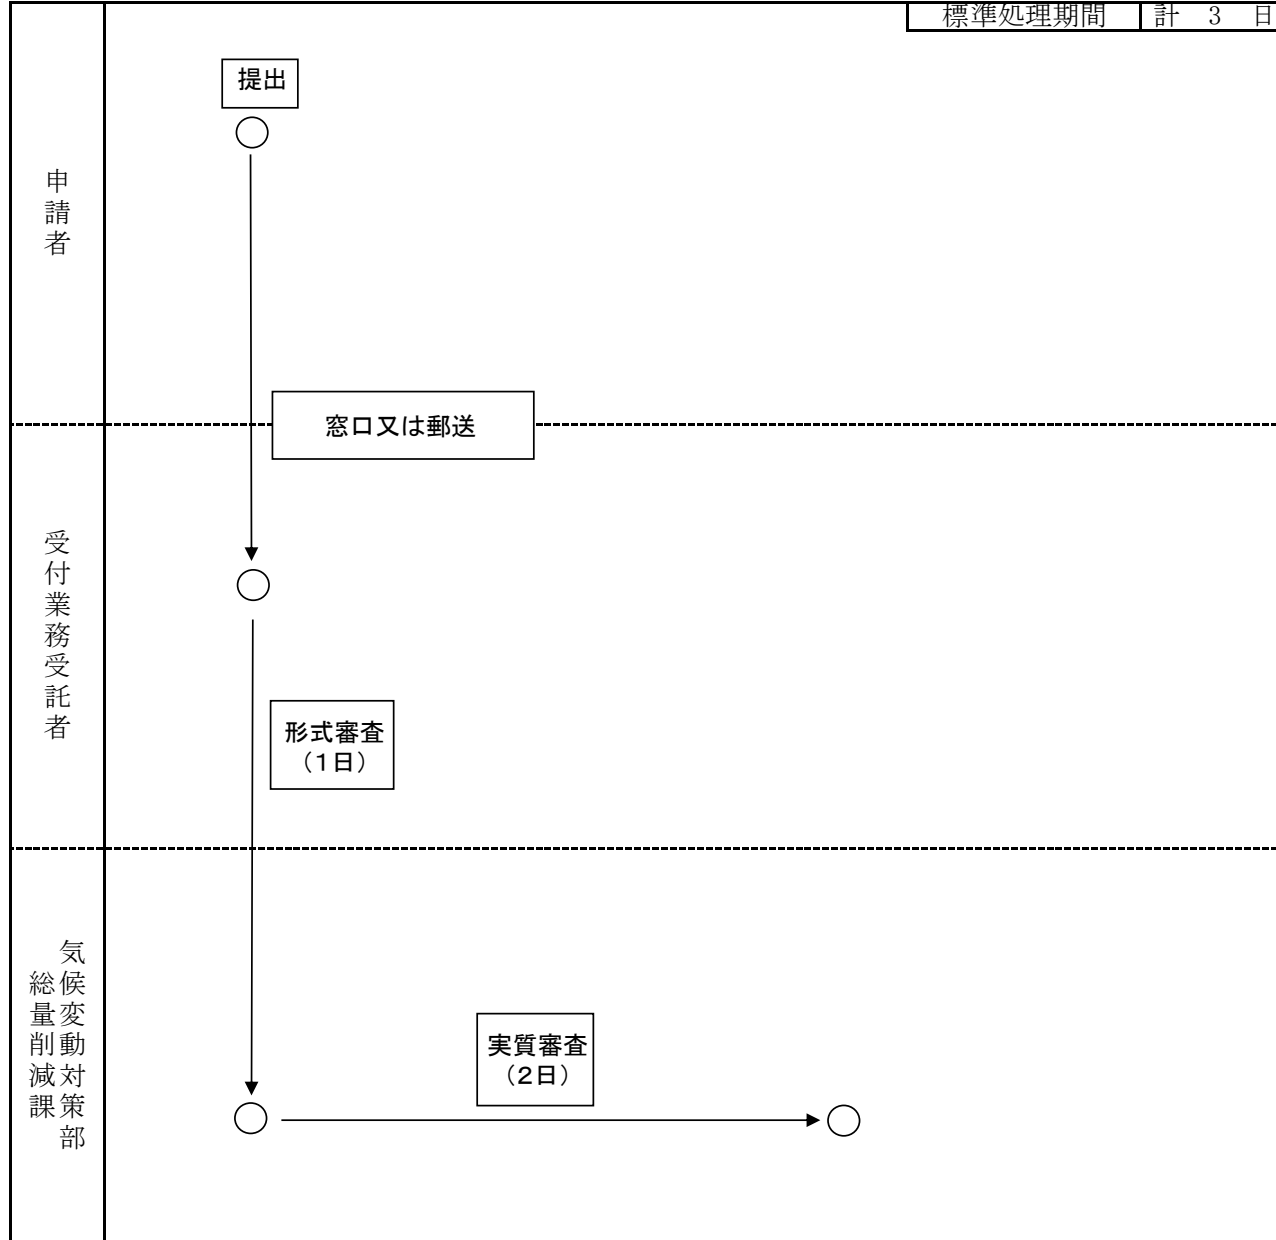 標準処理期間 計 3 日
提出
申請者
窓口又は郵送
受付業務受託者
形式審査
(1日)
気候変動対策部
総量削減課
実質審査
(2日)